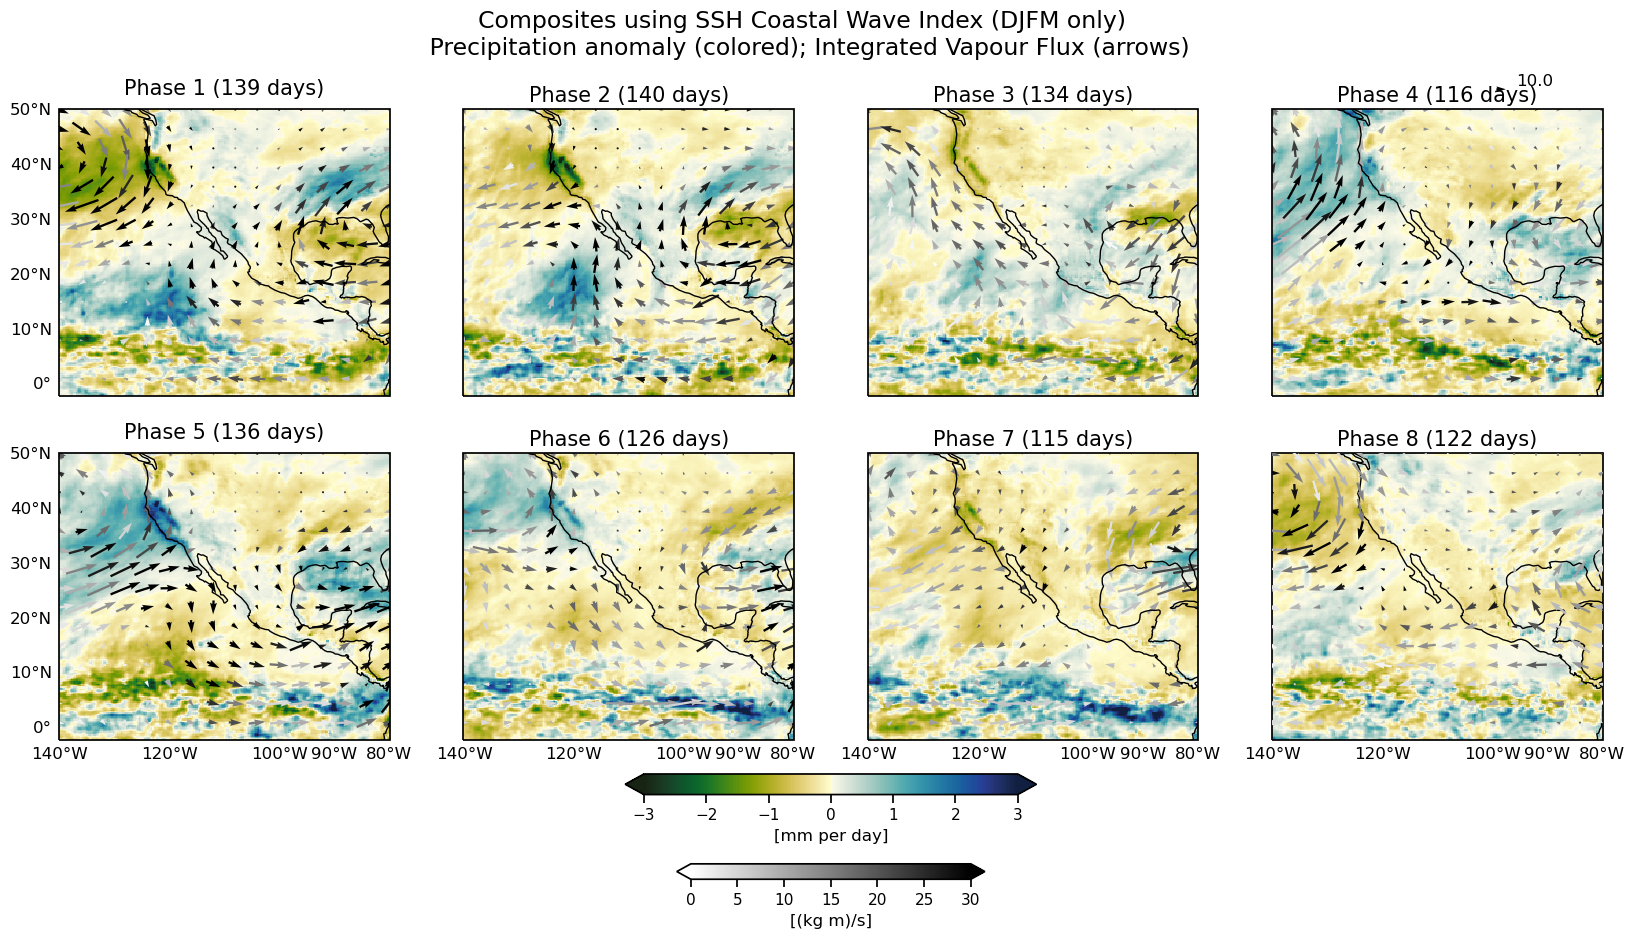 Composites using SSH Coastal Wave Index (DJFM only)
Precipitation anomaly (colored); Integrated Vapour Flux (arrows)
10.0
Phase 1 (139 days)
Phase 2 (140 days)
Phase 3 (134 days)
Phase 4 (116 days)
50°N
40°N
30°N
20°N
10°N
0°
Phase 5 (136 days)
Phase 6 (126 days)
Phase 7 (115 days)
Phase 8 (122 days)
50°N
40°N
30°N
20°N
10°N
0°
140°W 120°W 100°W 90°W 80°W
140°W 120°W 100°W 90°W 80°W
140°W 120°W 100°W 90°W 80°W
140°W 120°W 100°W 90°W 80°W
−3 −2 −1 0 1 2 3
[mm per day]
0 5 10 15 20 25 30
[(kg m)/s]